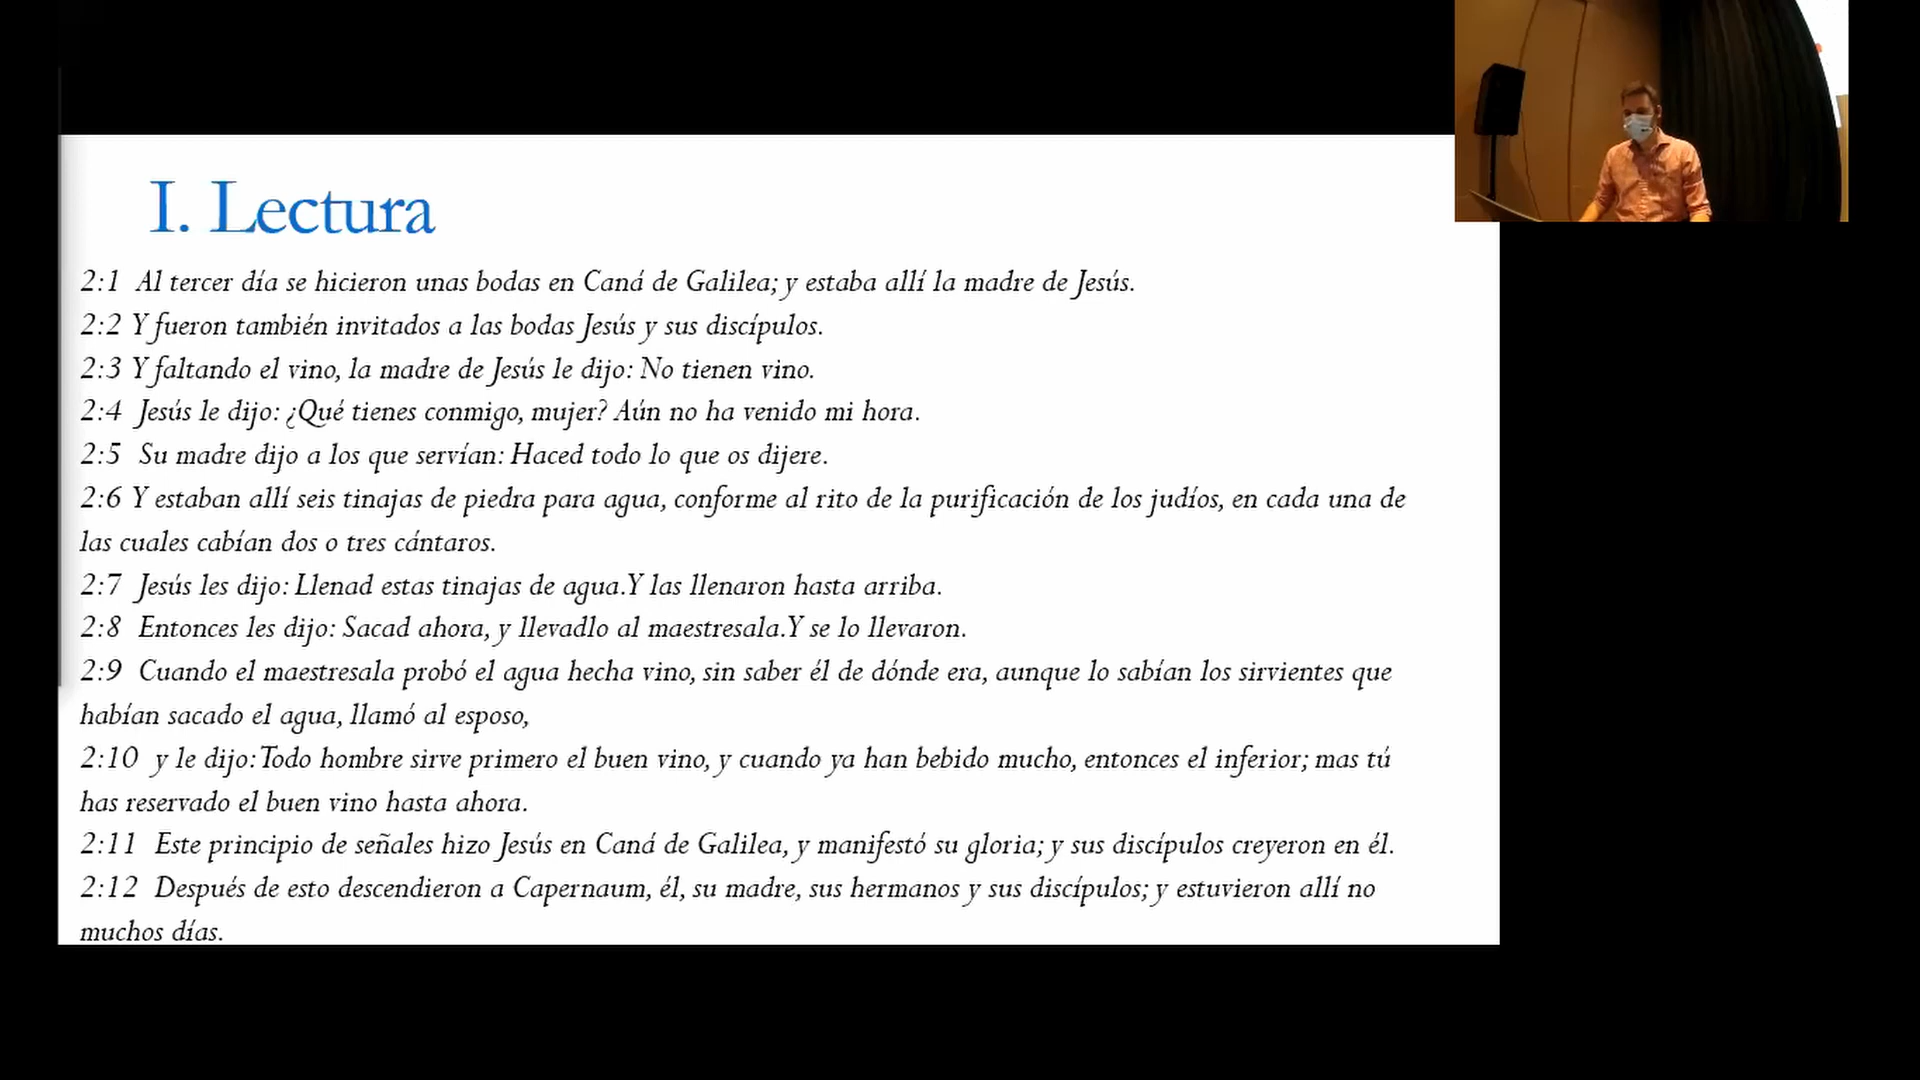 I. Lectura
2:1 Al tercer día se hicieron unas bodas en Caná de Galilea; y estaba allí la madre de Jesús.
2:2 Y fueron también invitados a las bodas Jesús y sus discípulos.
2:3 Y faltando el vino, la madre de Jesús le dijo: No tienen vino.
2:4 Jesús le dijo: ¿Qué tienes conmigo, mujer? Aún no ha venido mi hora.
2:5 Su madre dijo a los que servían: Haced todo lo que os dijere.
2:6 Y estaban allí seis tinajas de piedra para agua, conforme al rito de la purificación de los judíos, en cada una de
las cuales cabían dos o tres cántaros.
2:7 Jesús les dijo: Llenad estas tinajas de agua.Y las llenaron hasta arriba.
2:8 Entonces les dijo: Sacad ahora, y llevadlo al maestresala.Y se lo llevaron.
2:9 Cuando el maestresala probó el agua hecha vino, sin saber él de dónde era, aunque lo sabían los sirvientes que
habían sacado el agua, llamó al esposo,
2:10 y le dijo:Todo hombre sirve primero el buen vino, y cuando ya han bebido mucho, entonces el inferior; mas tú
has reservado el buen vino hasta ahora.
2:11 Este principio de señales hizo Jesús en Caná de Galilea, y manifestó su gloria; y sus discípulos creyeron en él.
2:12 Después de esto descendieron a Capernaum, él, su madre, sus hermanos y sus discípulos; y estuvieron allí no
muchos días.